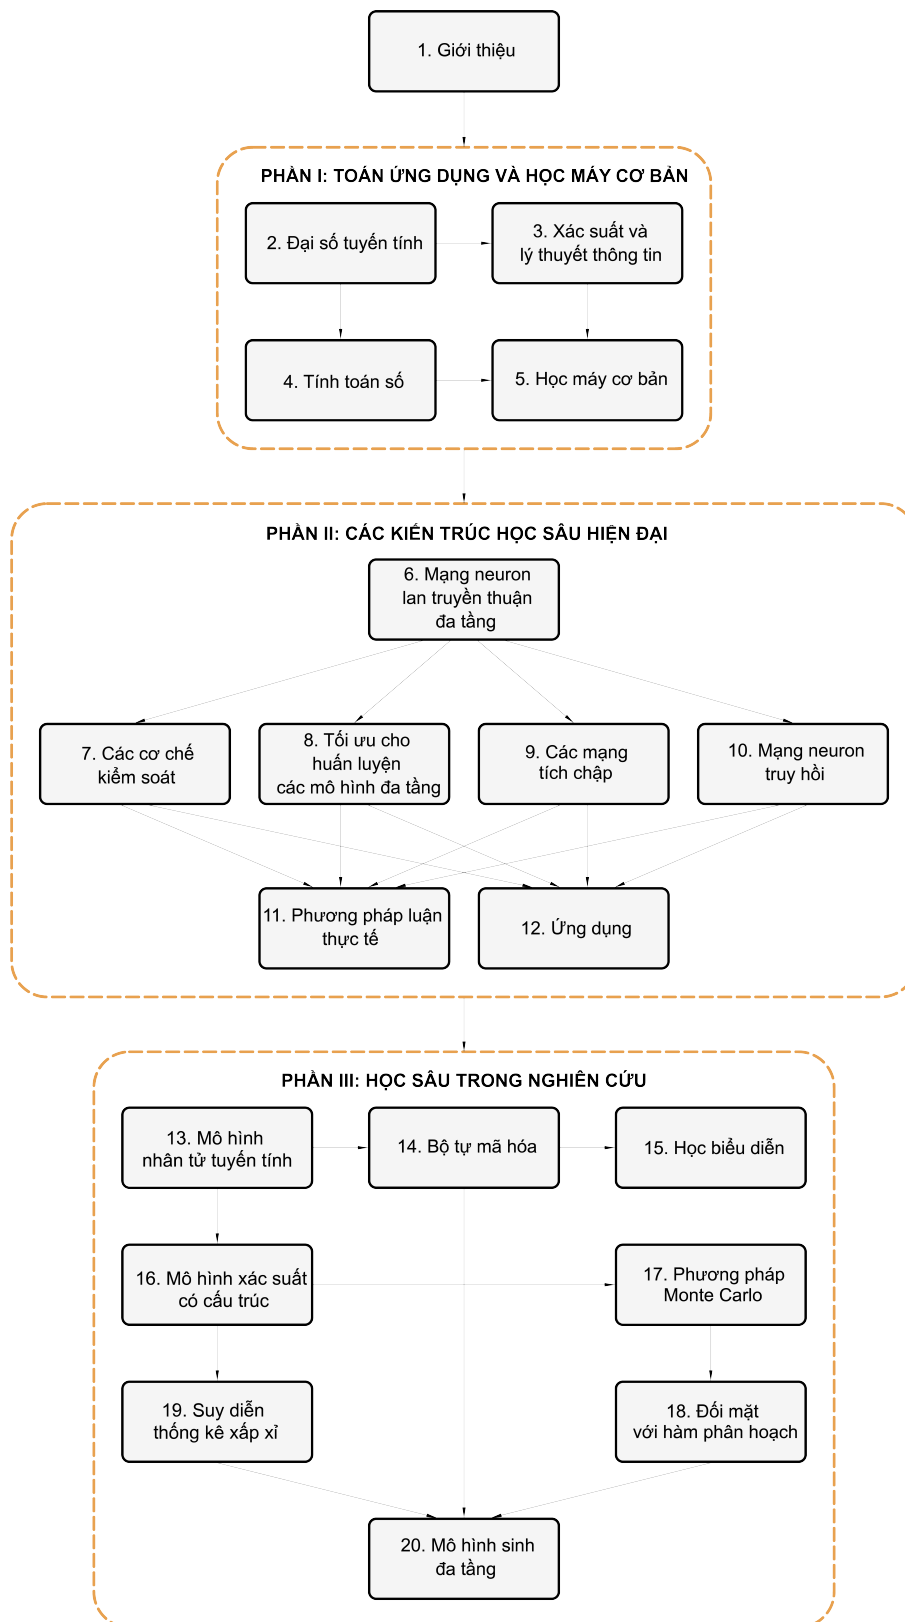 1. Giới thiệu
PHẦN I: TOÁN ỨNG DỤNG VÀ HỌC MÁY CƠ BẢN
2. Đại số tuyến tính
3. Xác suất và
lý thuyết thông tin
4. Tính toán số
5. Học máy cơ bản
PHẦN II: CÁC KIẾN TRÚC HỌC SÂU HIỆN ĐẠI
6. Mạng neuron
lan truyền thuận
đa tầng
7. Các cơ chế
kiểm soát
8. Tối ưu cho
huấn luyện
các mô hình đa tầng
9. Các mạng
tích chập
10. Mạng neuron
truy hồi
11. Phương pháp luận
thực tế
12. Ứng dụng
PHẦN III: HỌC SÂU TRONG NGHIÊN CỨU
13. Mô hình
nhân tử tuyến tính
14. Bộ tự mã hóa
15. Học biểu diễn
16. Mô hình xác suất
có cấu trúc
17. Phương pháp
Monte Carlo
19. Suy diễn
thống kê xấp xỉ
18. Đối mặt
với hàm phân hoạch
20. Mô hình sinh
đa tầng